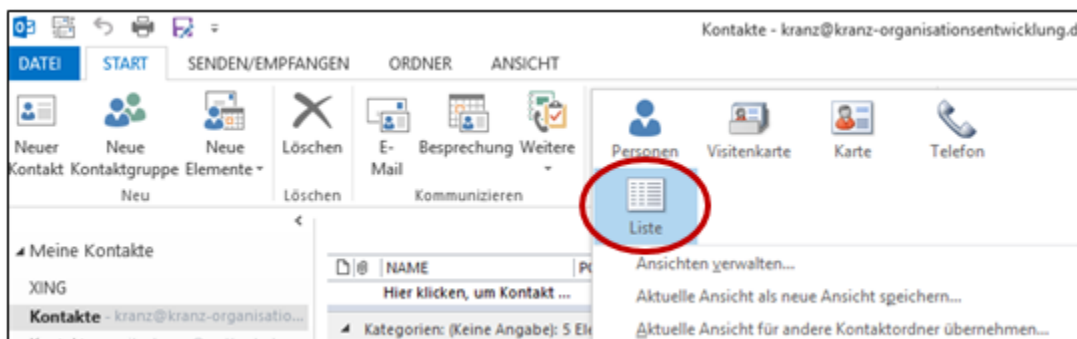 Kontakte - kranz@kranz-organisationsentwicklung.d
DATEI START SENDEN/EMPFANGEN ORDNER ANSICHT
Neuer Kontakt
Neue Kontaktgruppe
Neue Elemente
Löschen
E-Mail
Besprechung
Weitere
Personen
Visitenkarte
Karte
Telefon
Neu
Löschen
Kommunizieren
Liste
Meine Kontakte
XING
Kontakte - kranz@kranz-organisatio...
NAME
Hier klicken, um Kontakt ...
Kategorien: (Keine Angabe): 5 Ele
Ansichten verwalten...
Aktuelle Ansicht als neue Ansicht speichern...
Aktuelle Ansicht für andere Kontaktordner übernehmen...